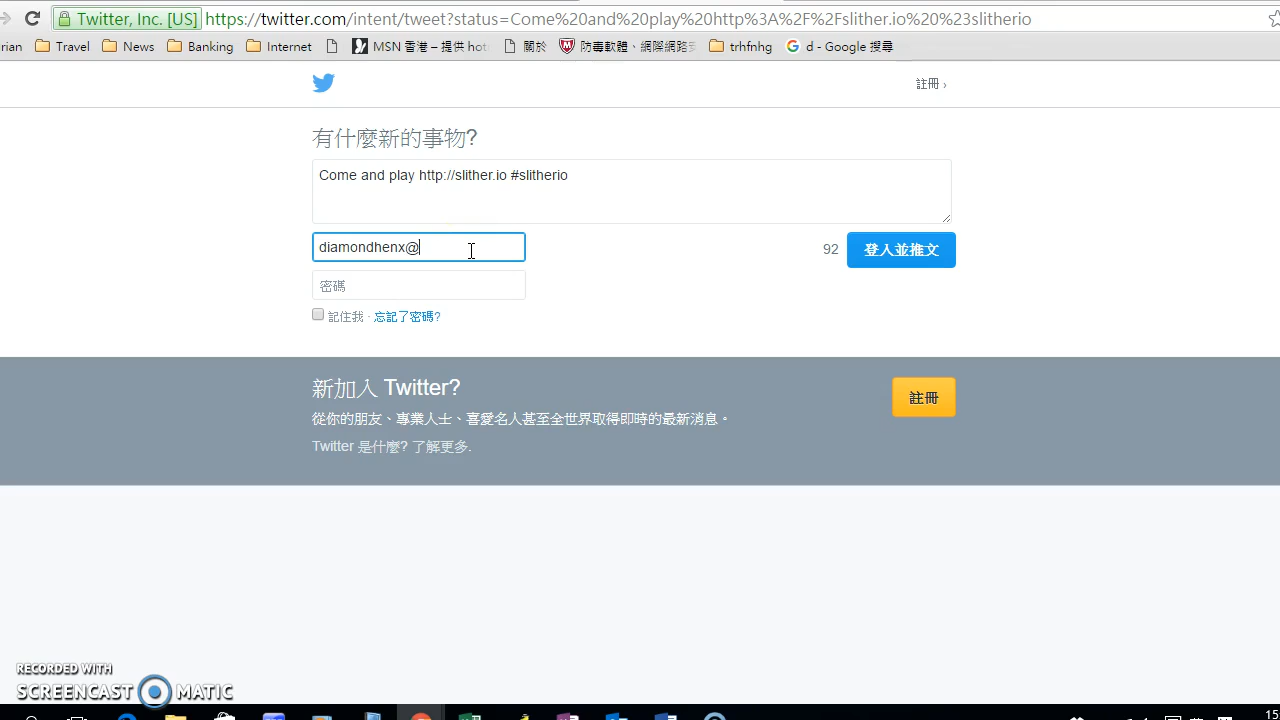 Twitter, Inc. [US] https://twitter.com/intent/tweet?status=Come%20and%20play%20http%3A%2F%2Fslither.io%20%23slitherio
rian Travel News Banking Internet MSN 香港 – 提供 hot 關於 防毒軟體、網際網路安 trhfnhg d - Google 搜尋
註冊 ›
有什麼新的事物?
Come and play http://slither.io #slitherio
diamondhenx@
92 登入並推文
密碼
記住我 · 忘記了密碼?
新加入 Twitter?
註冊
從你的朋友、專業人士、喜愛名人甚至全世界取得即時的最新消息。
Twitter 是什麼? 了解更多.
RECORDED WITH
SCREENCAST MATIC
15